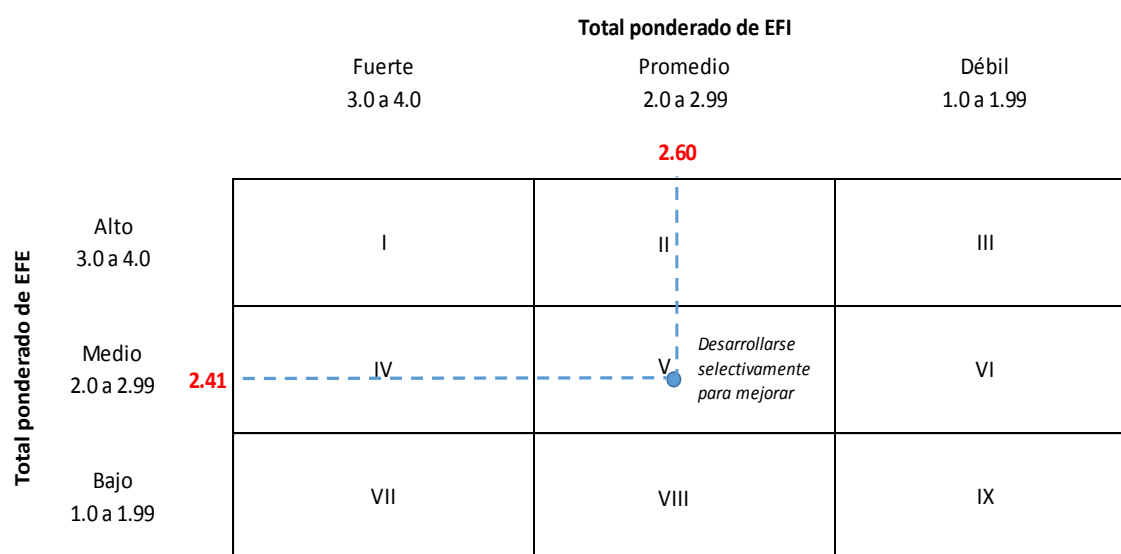 Total ponderado de EFI
Fuerte
3.0 a 4.0
Promedio
2.0 a 2.99
Débil
1.0 a 1.99
2.60
Total ponderado de EFE
Alto
3.0 a 4.0
I
II
III
Medio
2.0 a 2.99
2.41
IV
V
Desarrollarse
selectivamente
para mejorar
VI
Bajo
1.0 a 1.99
VII
VIII
IX